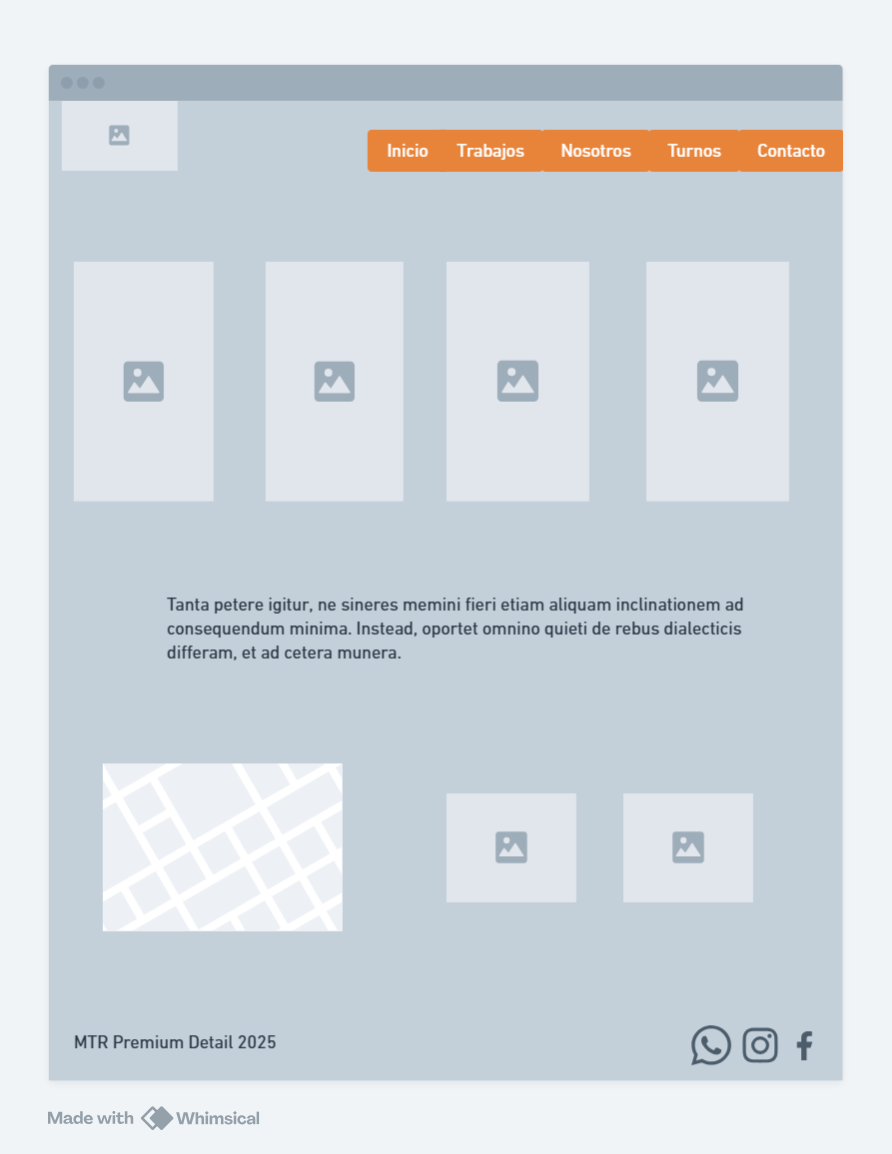 Inicio Trabajos Nosotros Turnos Contacto
Tanta petere igitur, ne sineres memini fieri etiam aliquam inclinationem ad
consequendum minima. Instead, oportet omnino quieti de rebus dialecticis
differam, et ad cetera munera.
MTR Premium Detail 2025
Made with Whimsical